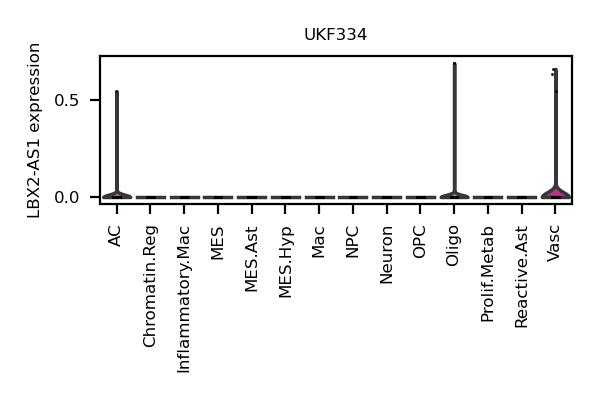 UKF334
LBX2-AS1 expression
0.5
0.0
AC
Chromatin.Reg
Inflammatory.Mac
MES
MES.Ast
MES.Hyp
Mac
NPC
Neuron
OPC
Oligo
Prolif.Metab
Reactive.Ast
Vasc